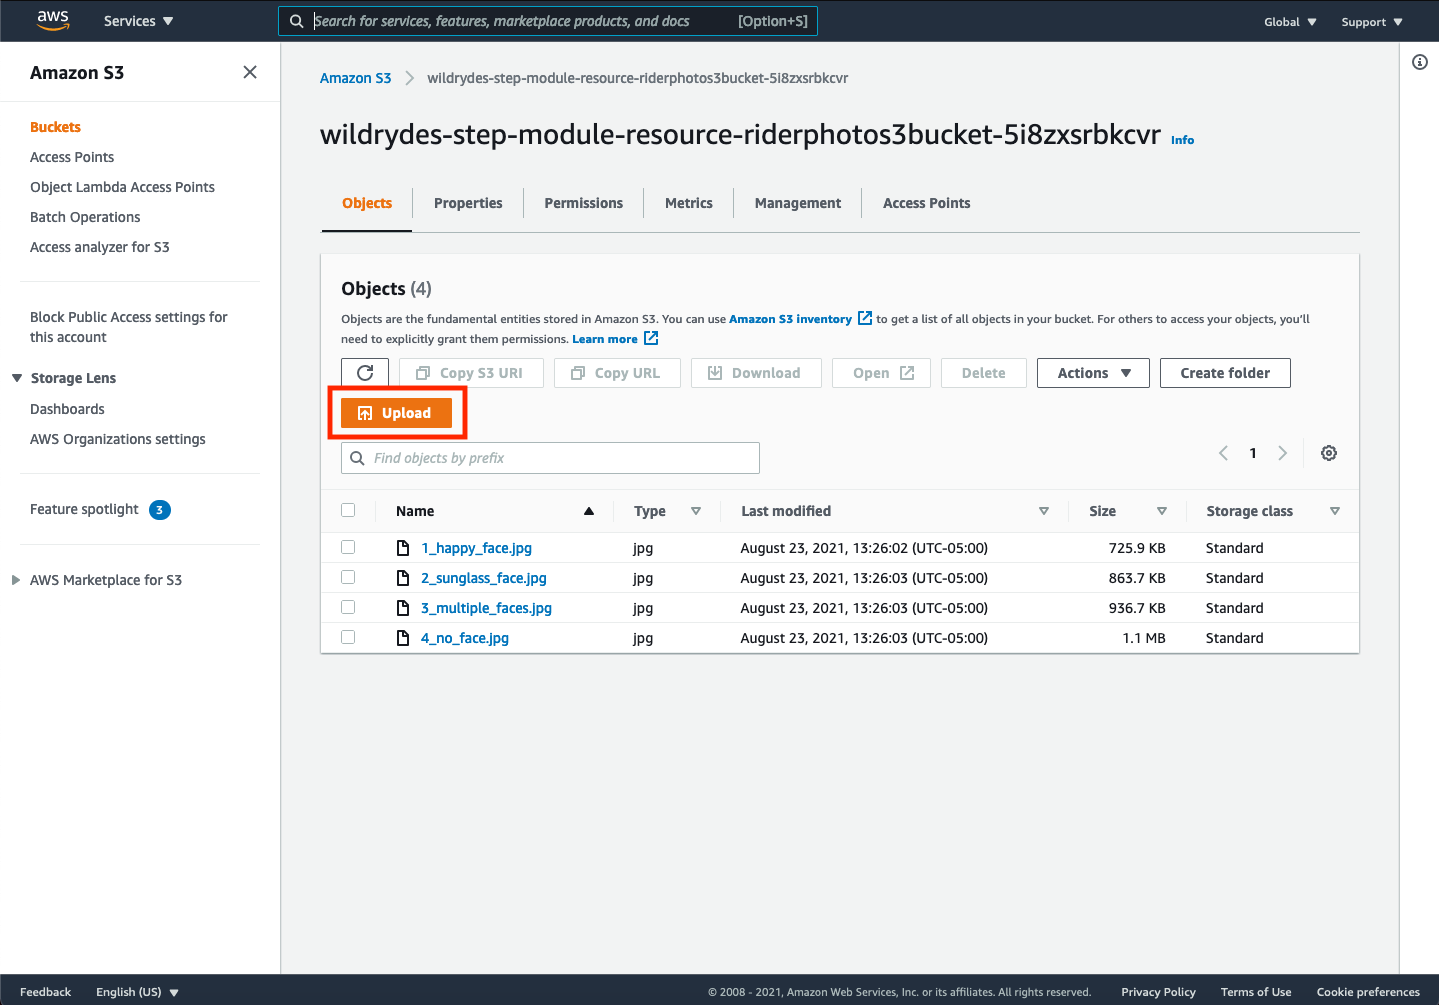 aws Services Search for services, features, marketplace products, and docs [Option+S] Global Support
Amazon S3
Buckets
Access Points
Object Lambda Access Points
Batch Operations
Access analyzer for S3
Block Public Access settings for
this account
Storage Lens
Dashboards
AWS Organizations settings
Feature spotlight 3
AWS Marketplace for S3
Amazon S3 wildrydes-step-module-resource-riderphotos3bucket-5i8zxsrbkcvr
wildrydes-step-module-resource-riderphotos3bucket-5i8zxsrbkcvr Info
Objects Properties Permissions Metrics Management Access Points
Objects (4)
Objects are the fundamental entities stored in Amazon S3. You can use Amazon S3 inventory to get a list of all objects in your bucket. For others to access your objects, you'll
need to explicitly grant them permissions. Learn more
Copy S3 URI Copy URL Download Open Delete Actions Create folder
Upload
Find objects by prefix 1
Name Type Last modified Size Storage class
1_happy_face.jpg jpg August 23, 2021, 13:26:02 (UTC-05:00) 725.9 KB Standard
2_sunglass_face.jpg jpg August 23, 2021, 13:26:03 (UTC-05:00) 863.7 KB Standard
3_multiple_faces.jpg jpg August 23, 2021, 13:26:03 (UTC-05:00) 936.7 KB Standard
4_no_face.jpg jpg August 23, 2021, 13:26:03 (UTC-05:00) 1.1 MB Standard
Feedback English (US) © 2008 - 2021, Amazon Web Services, Inc. or its affiliates. All rights reserved. Privacy Policy Terms of Use Cookie preferences